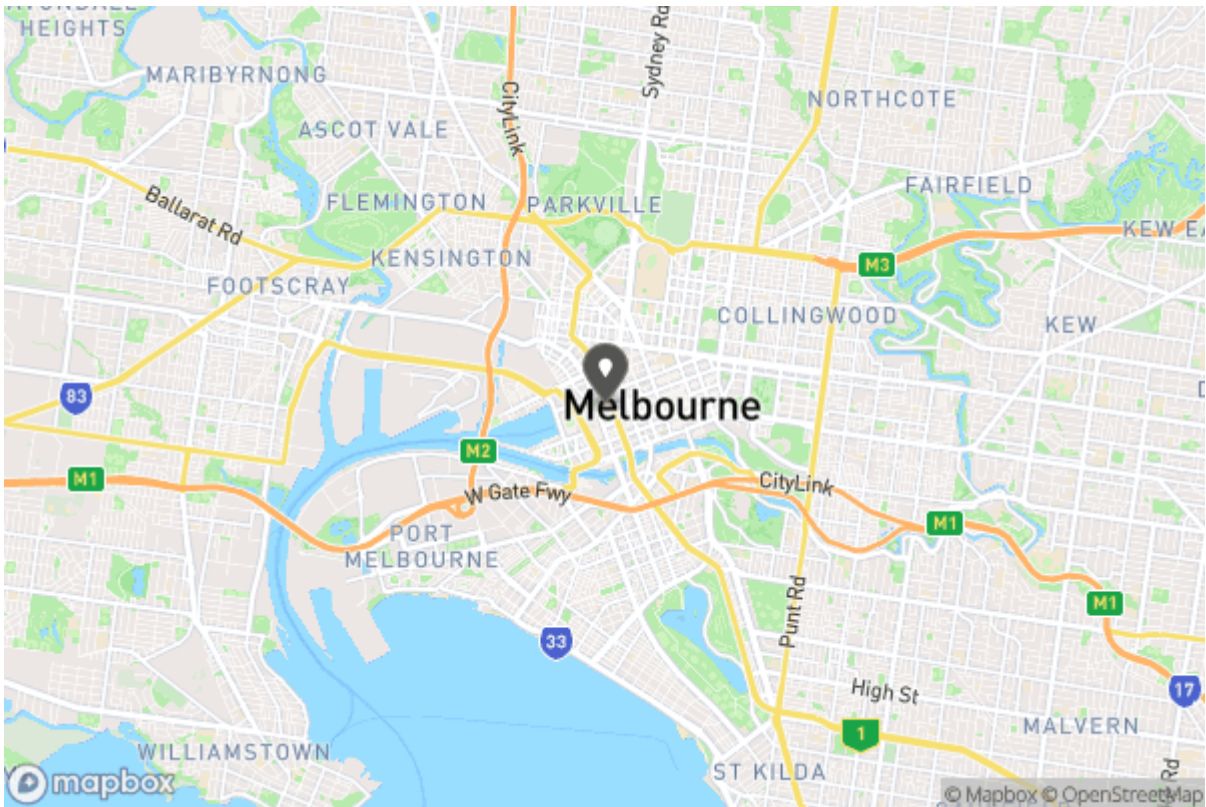 AVONDALE
HEIGHTS
MARIBYRNONG
ASCOT VALE
CityLink
Sydney Rd
NORTHCOTE
FAIRFIELD
Ballarat Rd
FLEMINGTON
PARKVILLE
KEW EA
KENSINGTON
M3
FOOTSCRAY
COLLINGWOOD
KEW
83
Melbourne
M2
M1
W Gate Fwy
CityLink
M1
PORT
MELBOURNE
M1
Punt Rd
33
High St
17
MALVERN
1
WILLIAMSTOWN
ST KILDA
Rd
mapbox
© Mapbox © OpenStreetMap